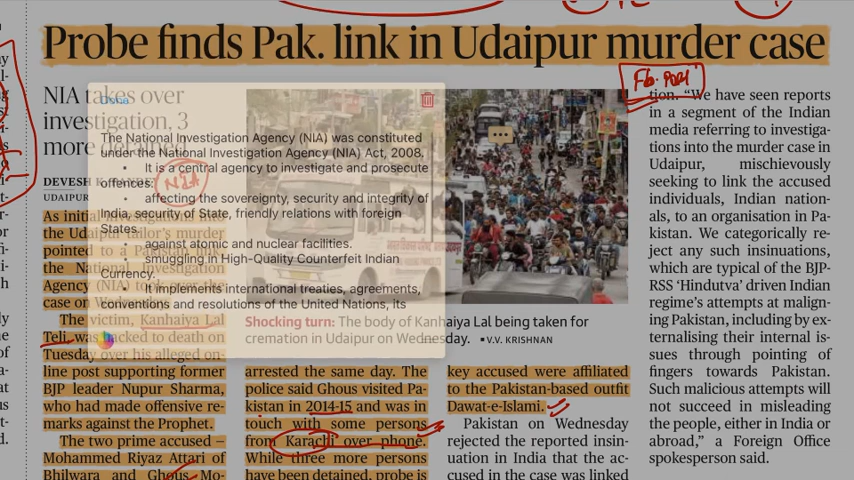 Probe finds Pak. link in Udaipur murder case
Fb. Post
NIA takes over
investigation, 3
more
DEVESH K.
UDAIPUR
As initial
the Udaipur tailor's murder
pointed to a Pakistan link
the National Investigation
Agency (NIA)
case on
The victim, Kanhaiya Lal
Teli, was hacked to death on
Tuesday over his alleged on-
line post supporting former
BJP leader Nupur Sharma,
who had made offensive re-
marks against the Prophet.
The two prime accused –
Mohammed Riyaz Attari of
Bhilwara and Ghous Mo-
Done
The National Investigation Agency (NIA) was constituted
under the National Investigation Agency (NIA) Act, 2008.
• It is a central agency to investigate and prosecute
offences:
NIA
• affecting the sovereignty, security and integrity of
India, security of State, friendly relations with foreign
States.
• against atomic and nuclear facilities.
• smuggling in High-Quality Counterfeit Indian
Currency.
• It implements international treaties, agreements,
conventions and resolutions of the United Nations, its
Shocking turn: The body of Kanhaiya Lal being taken for
cremation in Udaipur on Wednesday. ▪ V.V. KRISHNAN
arrested the same day. The
police said Ghous visited Pa-
kistan in 2014-15 and was in
touch with some persons
from Karachi over phone.
While three more persons
have been detained, probe is
key accused were affiliated
to the Pakistan-based outfit
Dawat-e-Islami.
Pakistan on Wednesday
rejected the reported insin-
uation in India that the ac-
cused in the case was linked
tion. “We have seen reports
in a segment of the Indian
media referring to investiga-
tions into the murder case in
Udaipur, mischievously
seeking to link the accused
individuals, Indian nation-
als, to an organisation in Pa-
kistan. We categorically re-
ject any such insinuations,
which are typical of the BJP-
RSS ‘Hindutva’ driven Indian
regime’s attempts at malign-
ing Pakistan, including by ex-
ternalising their internal is-
sues through pointing of
fingers towards Pakistan.
Such malicious attempts will
not succeed in misleading
the people, either in India or
abroad,” a Foreign Office
spokesperson said.